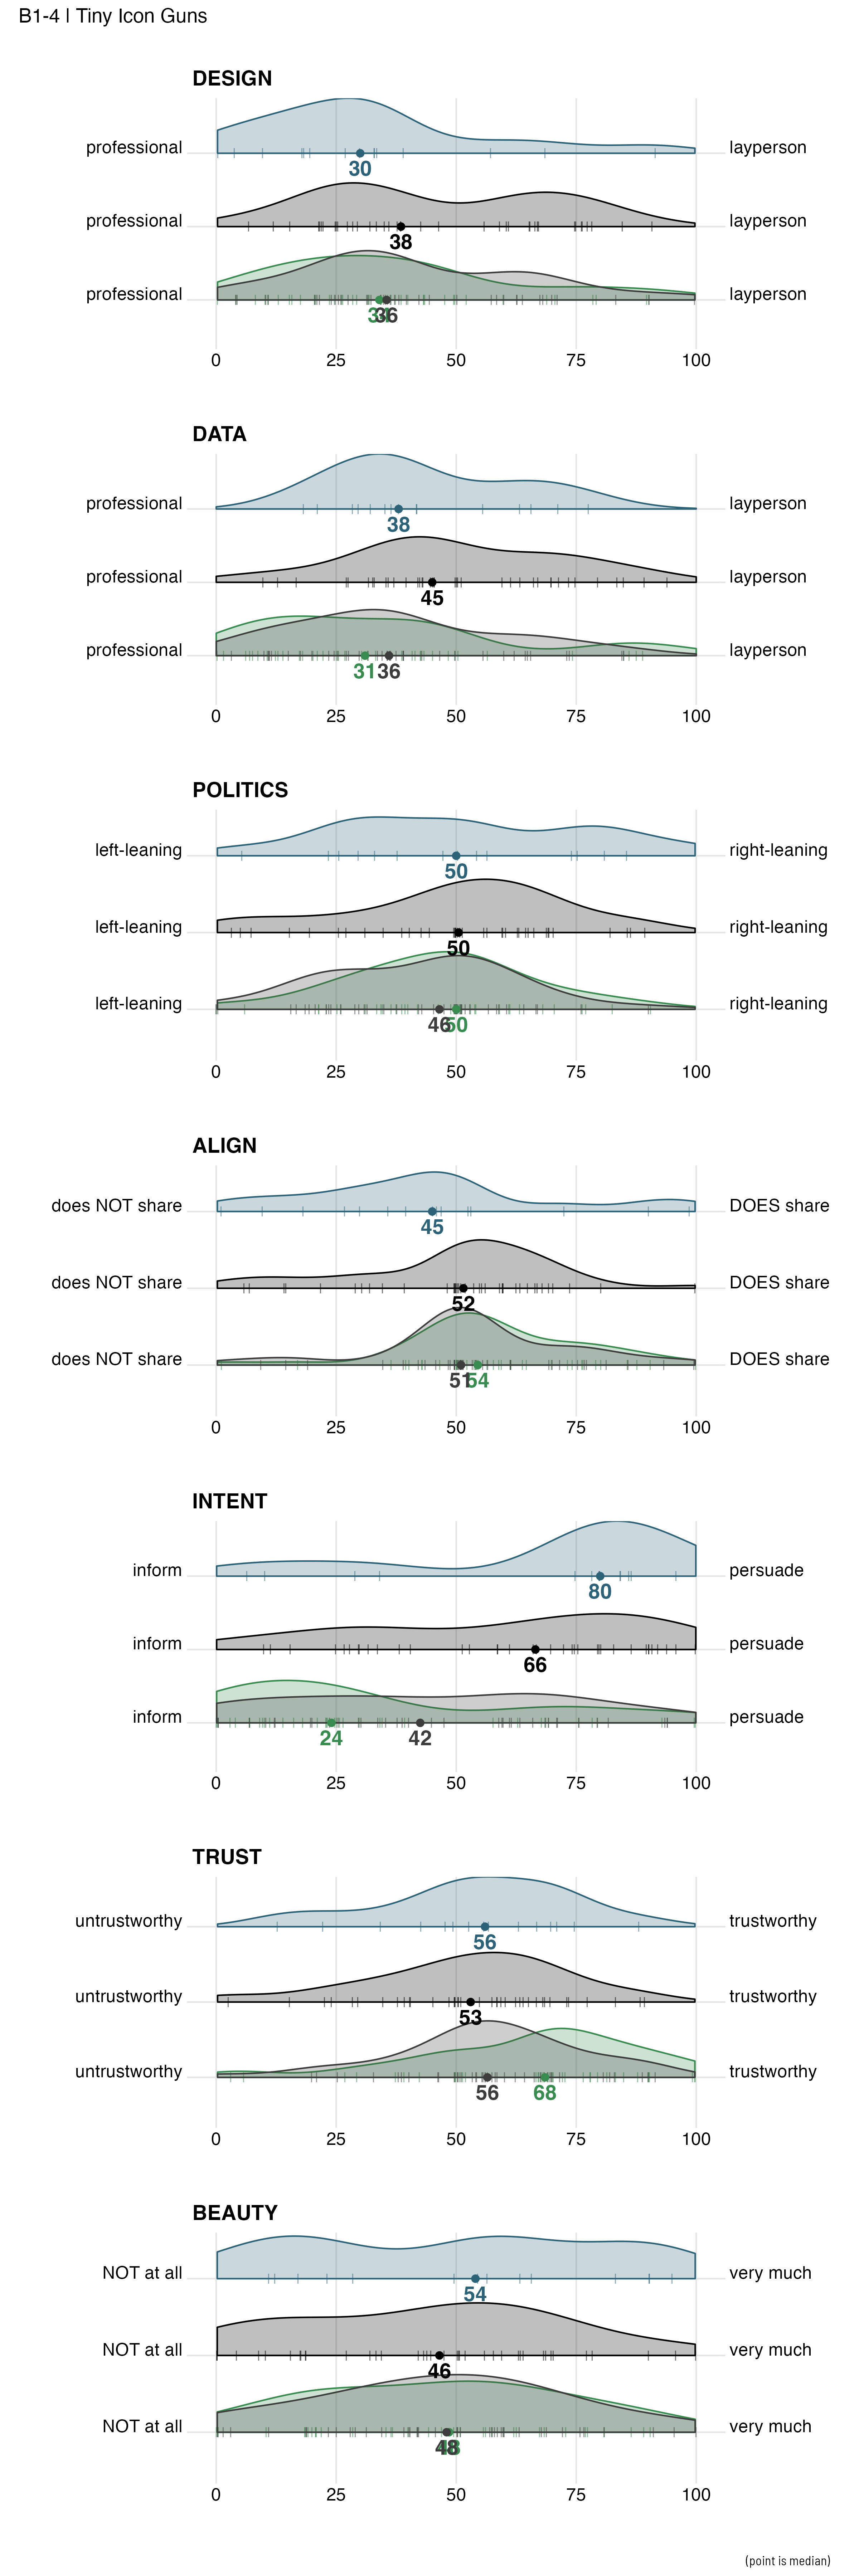 B1-4 | Tiny Icon Guns
DESIGN
professional layperson
30
professional layperson
38
professional layperson
36
0 25 50 75 100
DATA
professional layperson
38
professional layperson
45
professional layperson
31 36
0 25 50 75 100
POLITICS
left-leaning right-leaning
50
left-leaning right-leaning
50
left-leaning right-leaning
46 50
0 25 50 75 100
ALIGN
does NOT share DOES share
45
does NOT share DOES share
52
does NOT share DOES share
51 54
0 25 50 75 100
INTENT
inform persuade
80
inform persuade
66
inform persuade
24 42
0 25 50 75 100
TRUST
untrustworthy trustworthy
56
untrustworthy trustworthy
53
untrustworthy trustworthy
56 68
0 25 50 75 100
BEAUTY
NOT at all very much
54
NOT at all very much
46
NOT at all very much
48
0 25 50 75 100
(point is median)